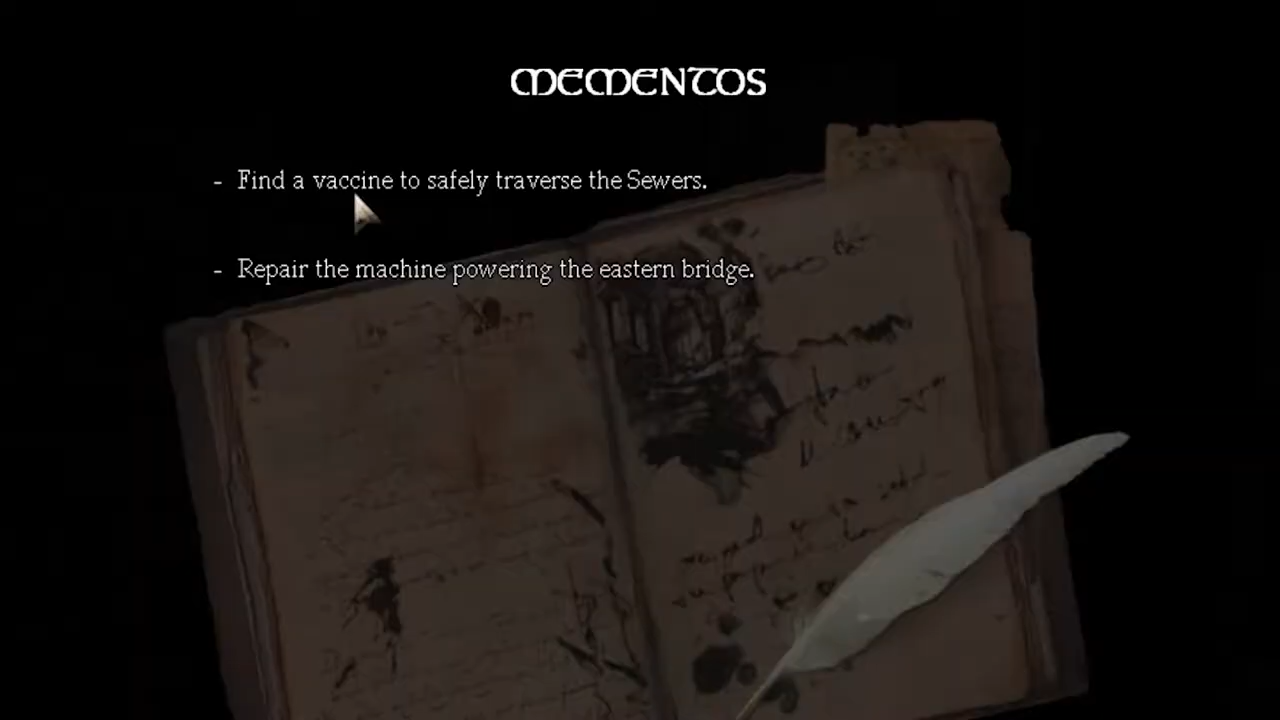 MEMENTOS
- Find a vaccine to safely traverse the Sewers.
- Repair the machine powering the eastern bridge.